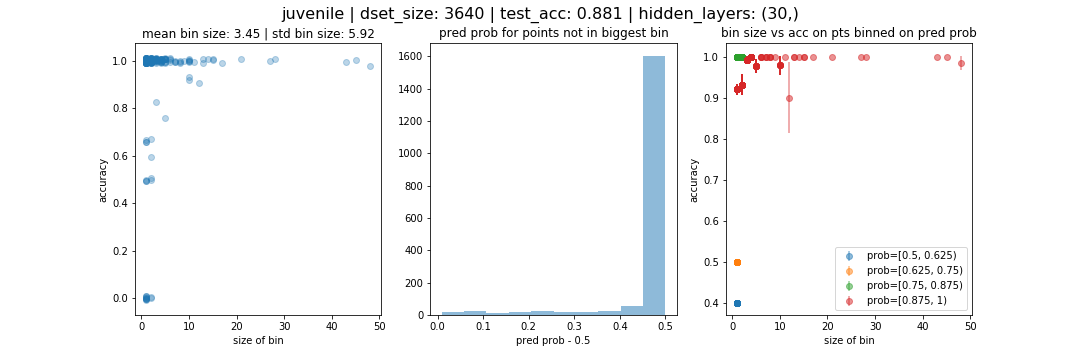 juvenile | dset_size: 3640 | test_acc: 0.881 | hidden_layers: (30,)
mean bin size: 3.45 | std bin size: 5.92
1.0
0.8
0.6
0.4
0.2
0.0
accuracy
0 10 20 30 40 50
size of bin
pred prob for points not in biggest bin
1600
1400
1200
1000
800
600
400
200
0
0.0 0.1 0.2 0.3 0.4 0.5
pred prob - 0.5
bin size vs acc on pts binned on pred prob
1.0
0.9
0.8
0.7
0.6
0.5
0.4
accuracy
prob=[0.5, 0.625)
prob=[0.625, 0.75)
prob=[0.75, 0.875)
prob=[0.875, 1)
0 10 20 30 40 50
size of bin